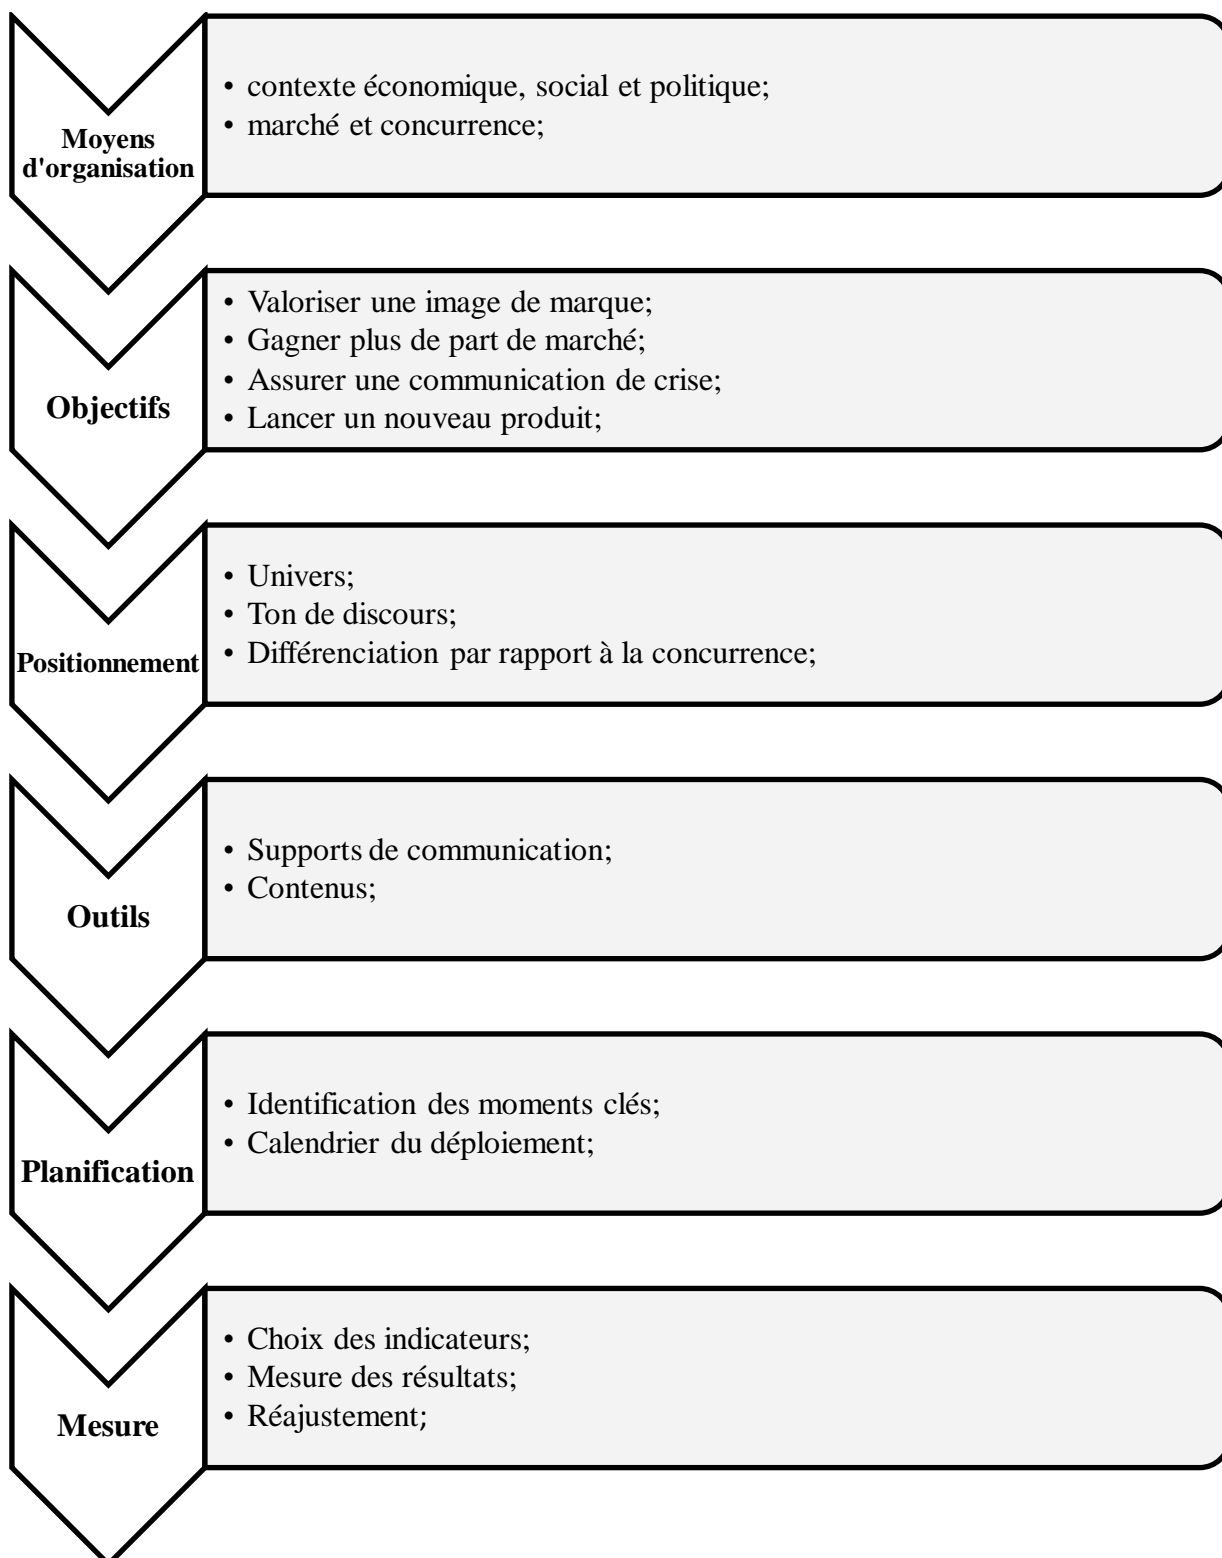 Moyens
d'organisation
• contexte économique, social et politique;
• marché et concurrence;
Objectifs
• Valoriser une image de marque;
• Gagner plus de part de marché;
• Assurer une communication de crise;
• Lancer un nouveau produit;
Positionnement
• Univers;
• Ton de discours;
• Différenciation par rapport à la concurrence;
Outils
• Supports de communication;
• Contenus;
Planification
• Identification des moments clés;
• Calendrier du déploiement;
Mesure
• Choix des indicateurs;
• Mesure des résultats;
• Réajustement;